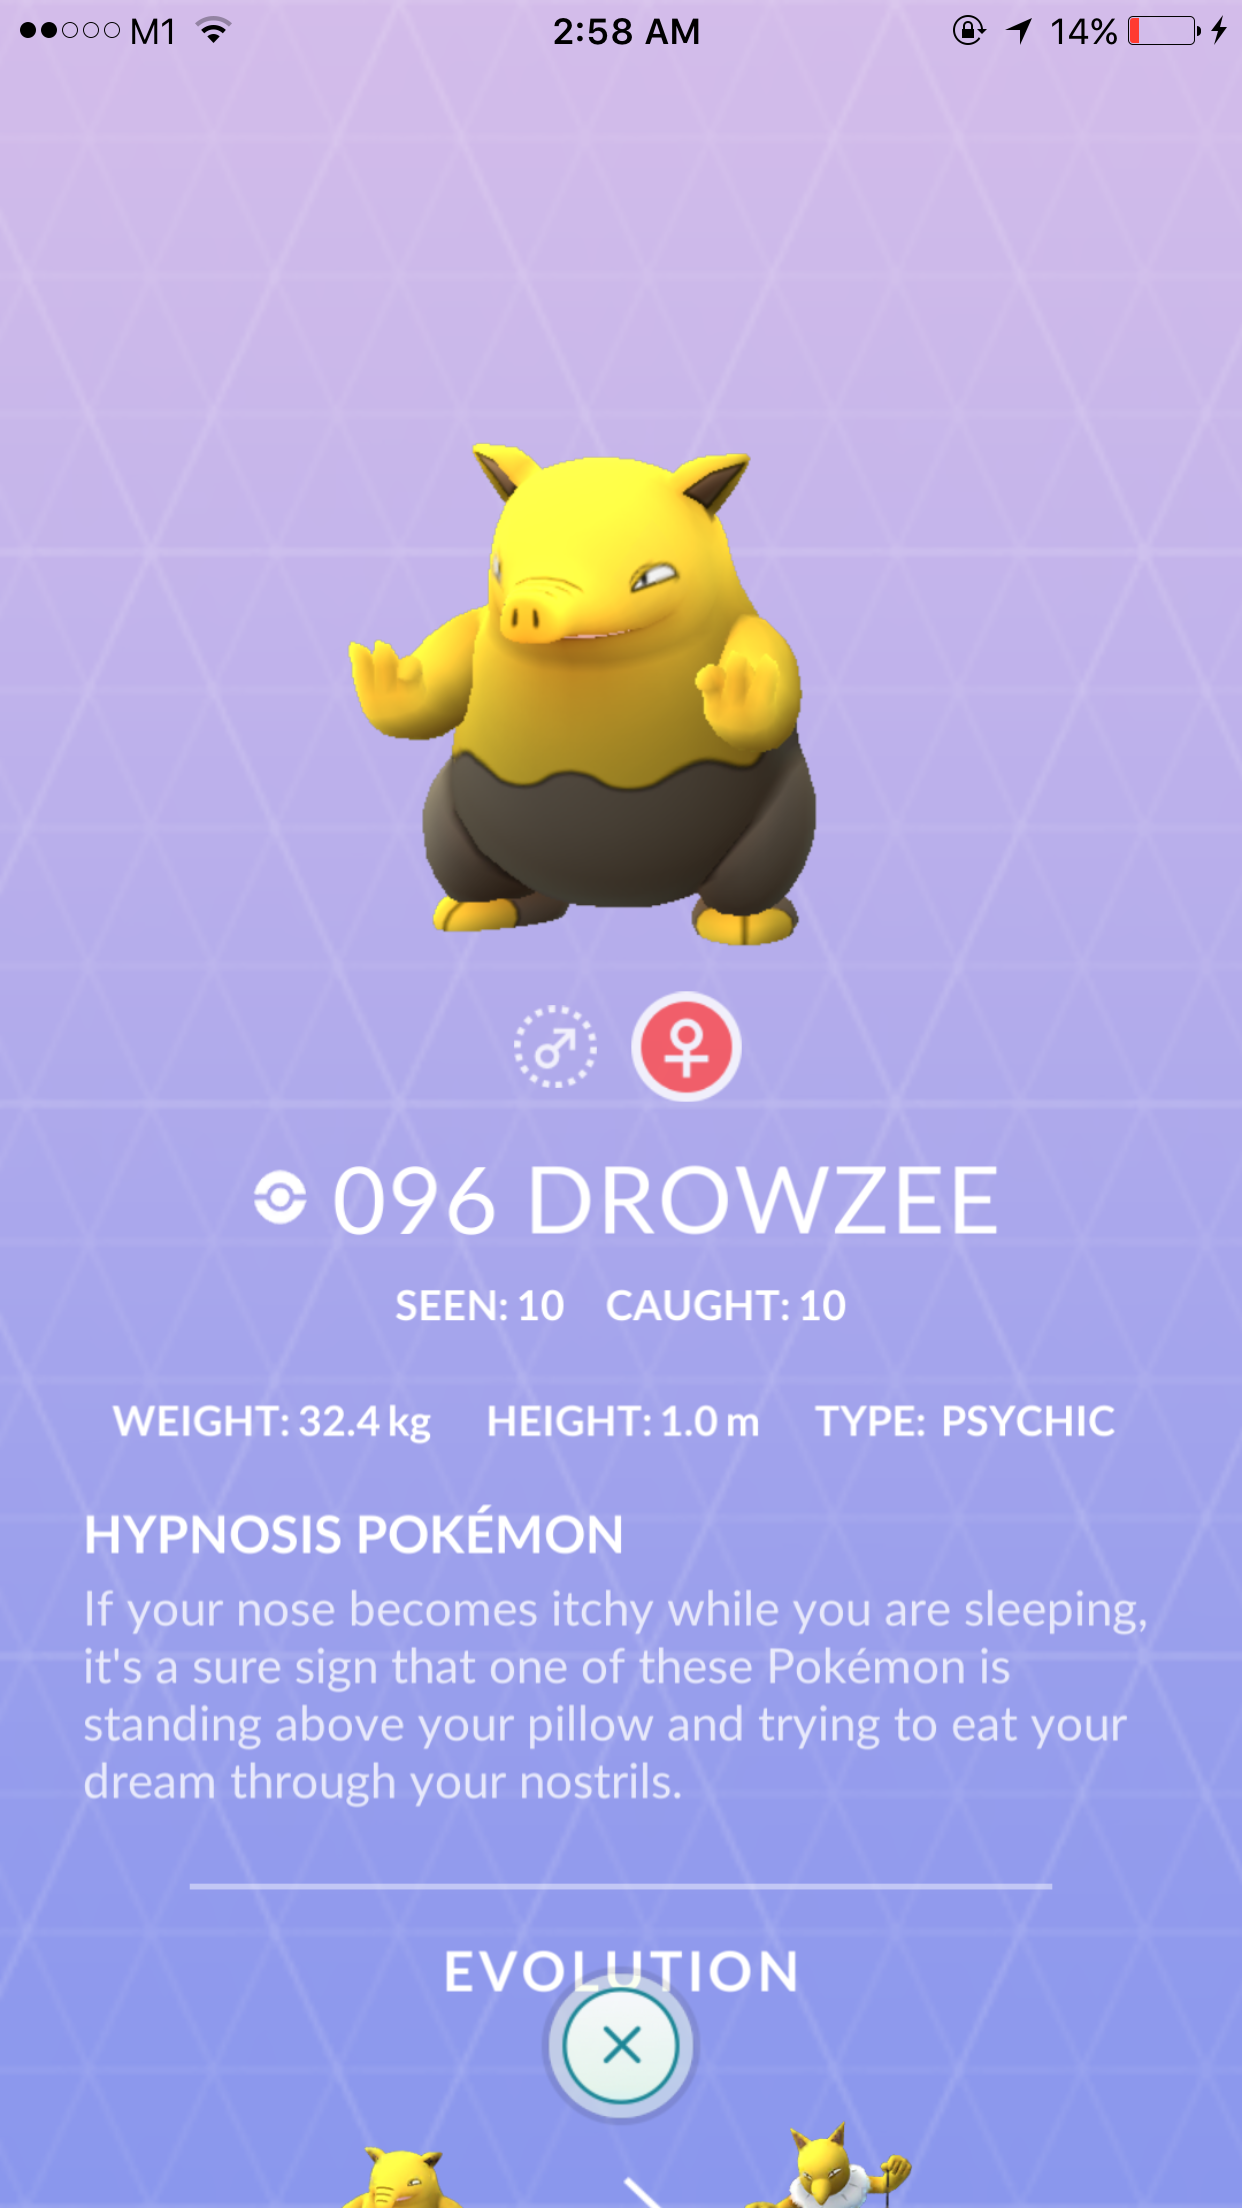 M1 2:58 AM 14%
096 DROWZEE
SEEN: 10 CAUGHT: 10
WEIGHT: 32.4 kg HEIGHT: 1.0 m TYPE: PSYCHIC
HYPNOSIS POKÉMON
If your nose becomes itchy while you are sleeping,
it's a sure sign that one of these Pokémon is
standing above your pillow and trying to eat your
dream through your nostrils.
EVOLUTION